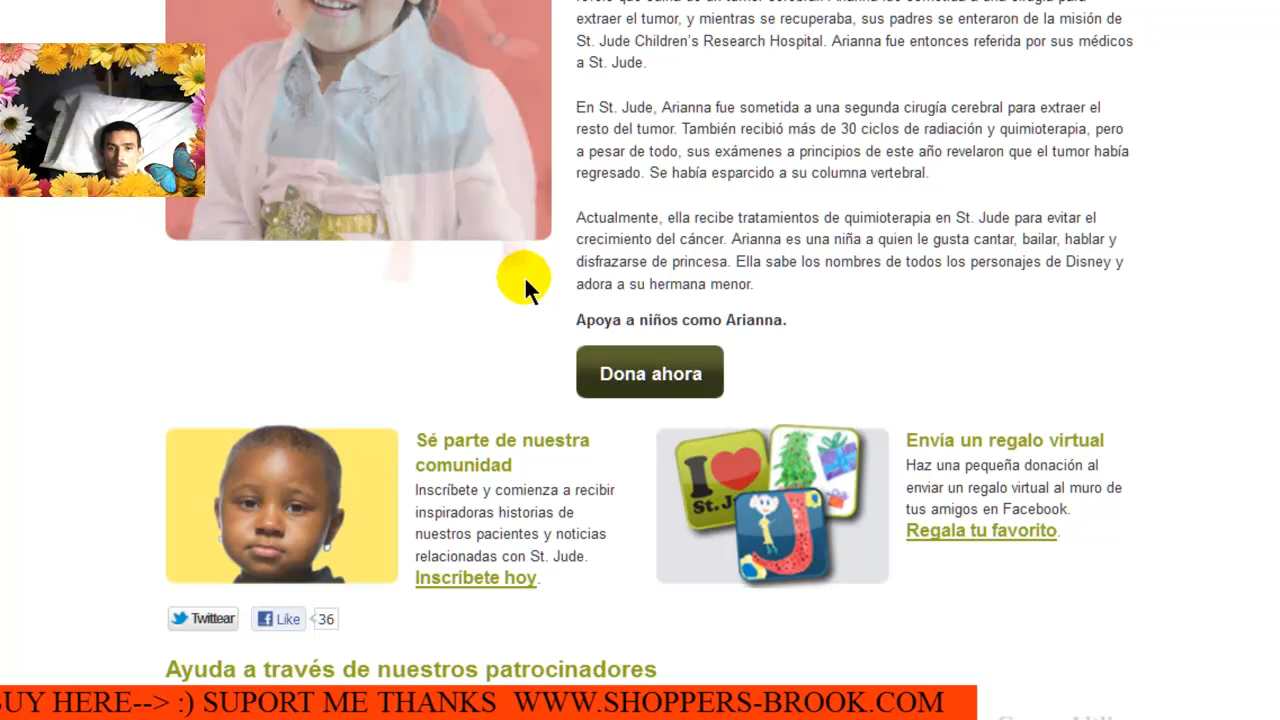 extraer el tumor, y mientras se recuperaba, sus padres se enteraron de la misión de
St. Jude Children's Research Hospital. Arianna fue entonces referida por sus médicos
a St. Jude.
En St. Jude, Arianna fue sometida a una segunda cirugía cerebral para extraer el
resto del tumor. También recibió más de 30 ciclos de radiación y quimioterapia, pero
a pesar de todo, sus exámenes a principios de este año revelaron que el tumor había
regresado. Se había esparcido a su columna vertebral.
Actualmente, ella recibe tratamientos de quimioterapia en St. Jude para evitar el
crecimiento del cáncer. Arianna es una niña a quien le gusta cantar, bailar, hablar y
disfrazarse de princesa. Ella sabe los nombres de todos los personajes de Disney y
adora a su hermana menor.
Apoya a niños como Arianna.
Dona ahora
Sé parte de nuestra
comunidad
Inscríbete y comienza a recibir
inspiradoras historias de
nuestros pacientes y noticias
relacionadas con St. Jude.
Inscríbete hoy.
I
St. Ju
J
Envía un regalo virtual
Haz una pequeña donación al
enviar un regalo virtual al muro de
tus amigos en Facebook.
Regala tu favorito.
Twittear
Like
36
Ayuda a través de nuestros patrocinadores
BUY HERE--> :) SUPORT ME THANKS WWW.SHOPPERS-BROOK.COM